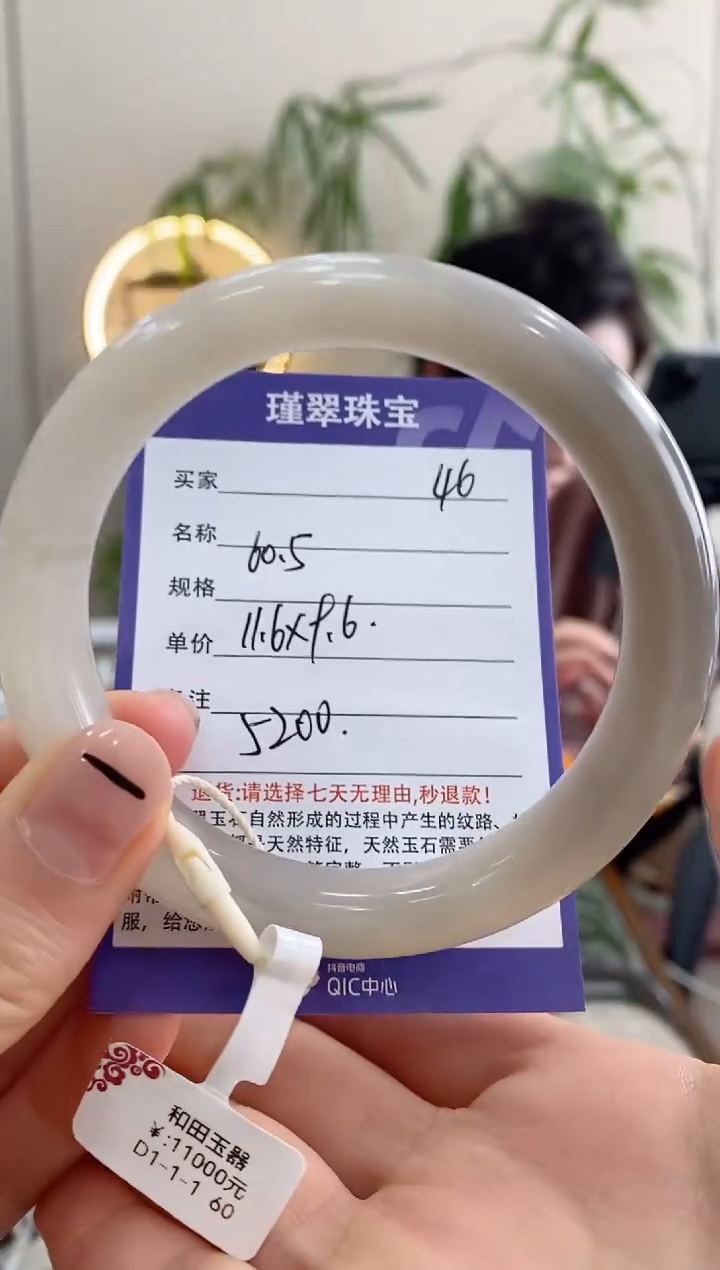 瑾翠珠宝
买家 46
名称 60.5
规格 11.6×9.6.
单价
注 5200.
退货:请选择七天无理由,秒退款!
自然形成的过程中产生的纹路、
天然特征，天然玉石需要
服，给您
抖音电商
QIC中心
和田玉器
:11000元
D1-1-1 60